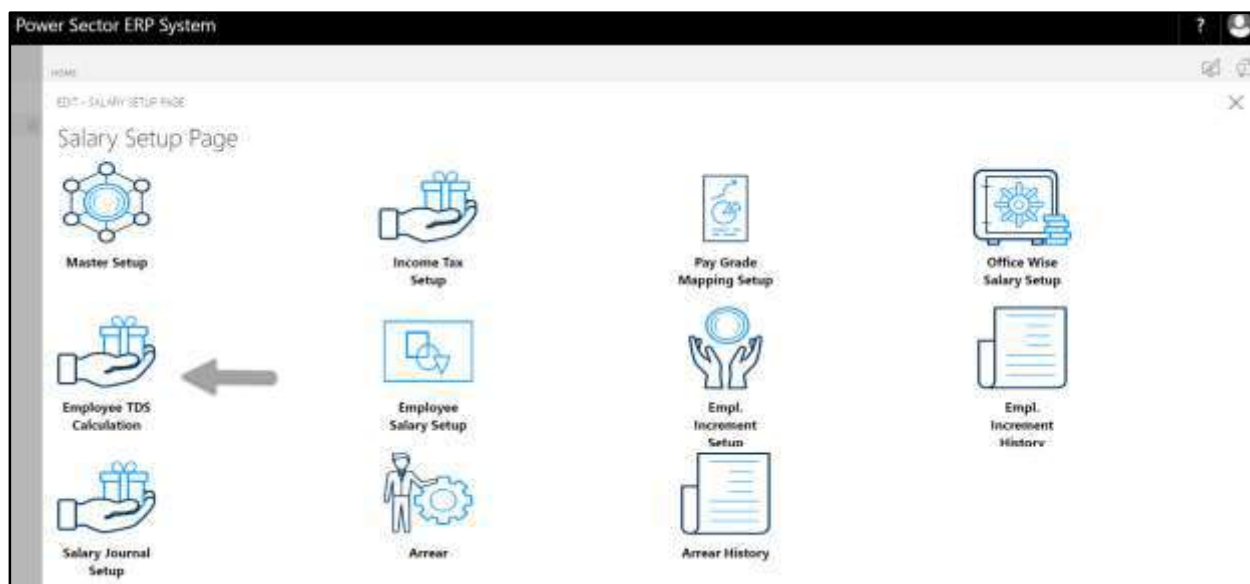 Power Sector ERP System
?
HOME
EDIT - SALARY SETUP PAGE
Salary Setup Page
Master Setup
Income Tax
Setup
Pay Grade
Mapping Setup
Office Wise
Salary Setup
Employee TDS
Calculation
Employee
Salary Setup
Empl.
Increment
Setup
Empl.
Increment
History
Salary Journal
Setup
Arrear
Arrear History